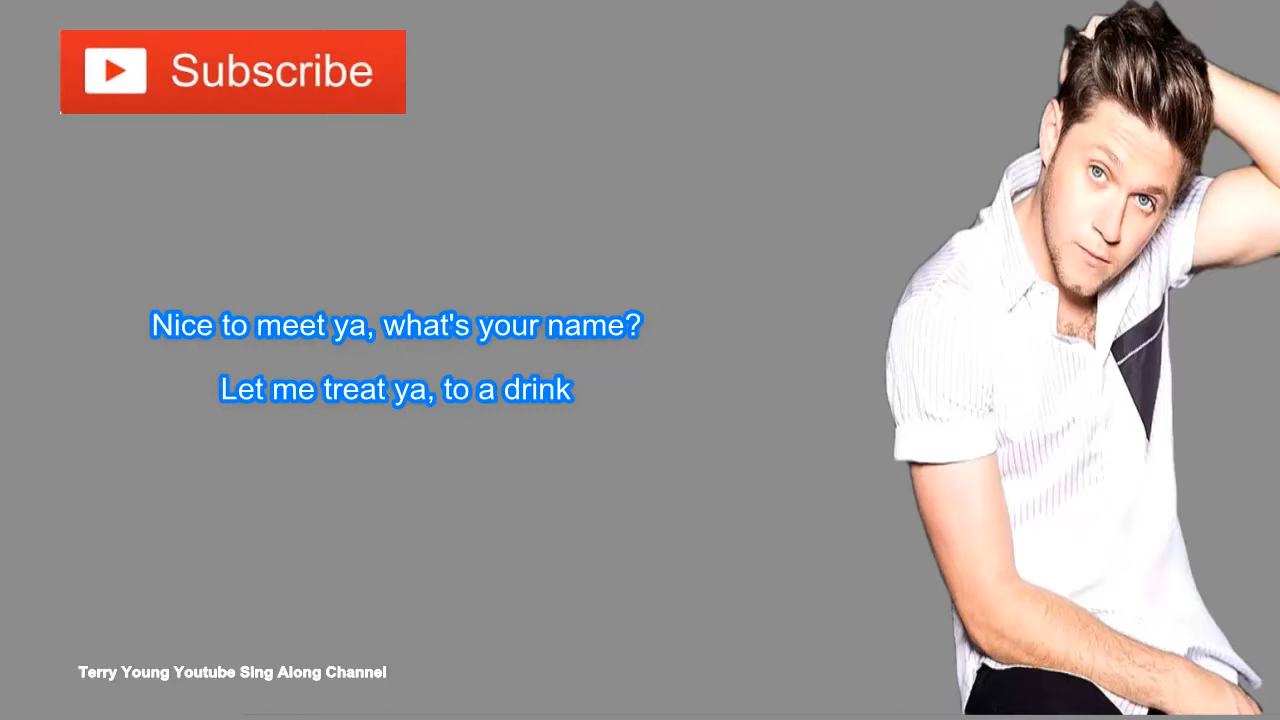 Subscribe
Nice to meet ya, what's your name?
Let me treat ya, to a drink
Terry Young Youtube Sing Along Channel